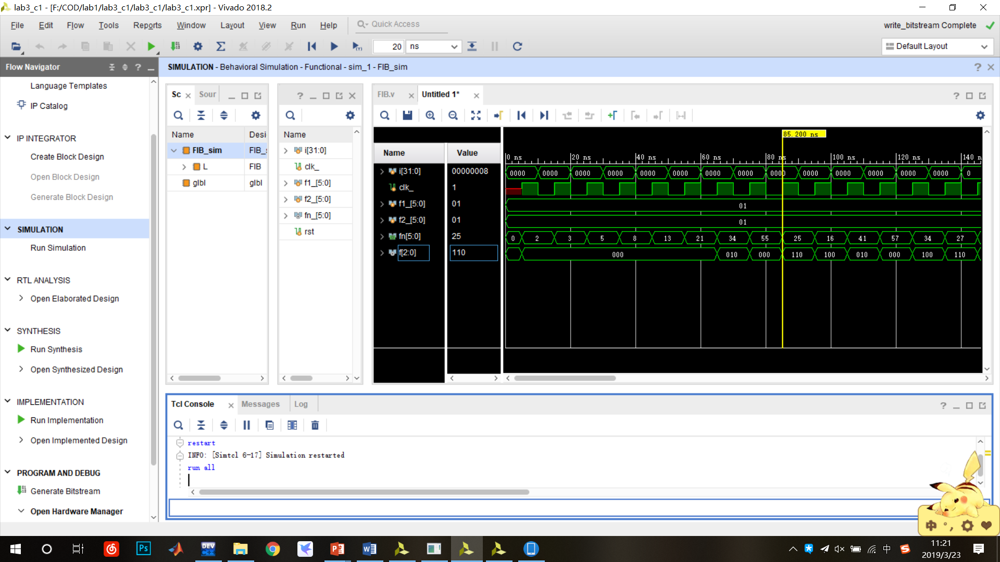 lab3_c1 - [F:/COD/lab1/lab3_c1/lab3_c1/lab3_c1.xpr] - Vivado 2018.2
File Edit Flow Tools Reports Window Layout View Run Help Quick Access
write_bitstream Complete
20 ns
Default Layout
Flow Navigator
SIMULATION - Behavioral Simulation - Functional - sim_1 - FIB_sim
Language Templates
IP Catalog
IP INTEGRATOR
Create Block Design
Open Block Design
Generate Block Design
SIMULATION
Run Simulation
RTL ANALYSIS
Open Elaborated Design
SYNTHESIS
Run Synthesis
Open Synthesized Design
IMPLEMENTATION
Run Implementation
Open Implemented Design
PROGRAM AND DEBUG
Generate Bitstream
Open Hardware Manager
Sc Sour
Name Desi
FIB_sim FIB_s
L FIB
glbl glbl
Name
i[31:0]
clk_
f1_[5:0]
f2_[5:0]
fn_[5:0]
rst
FIB.v Untitled 1*
Name Value
i[31:0] 00000008
clk_ 1
f1_[5:0] 01
f2_[5:0] 01
fn[5:0] 25
f[2:0] 110
85.200 ns
0 ns 20 ns 40 ns 60 ns 80 ns 100 ns 120 ns 140 n
0000 0000 0000 0000 0000 0000 0000 0000 0000 0000 0000 0000 0000 0000 0
01
01
0 2 3 5 8 13 21 34 55 25 16 41 57 34 27
000 010 000 110 100 010 000 100 110
Tcl Console Messages Log
restart
INFO: [Simtcl 6-17] Simulation restarted
run all
中 °,
Ps
DEV C++
P
W
中
S
11:21
2019/3/23